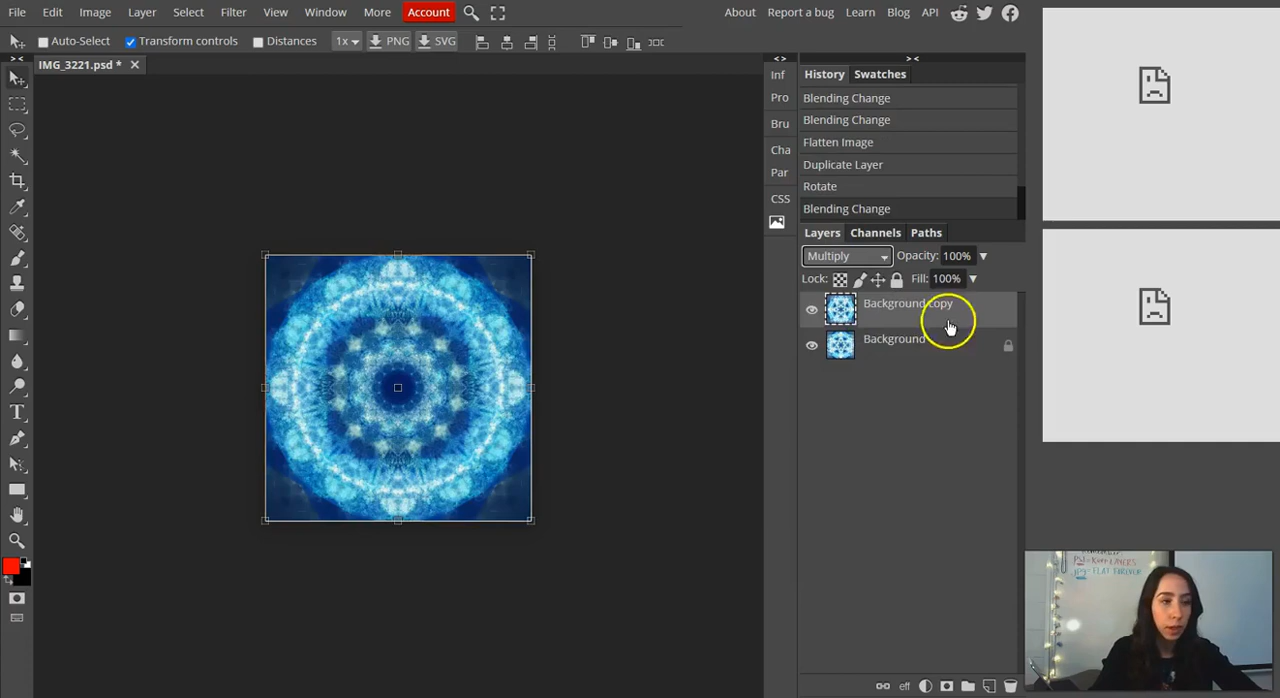 File Edit Image Layer Select Filter View Window More Account About Report a bug Learn Blog API
Auto-Select Transform controls Distances 1x PNG SVG
IMG_3221.psd *
Inf
Pro
Bru
Cha
Par
CSS
History Swatches
Blending Change
Blending Change
Flatten Image
Duplicate Layer
Rotate
Blending Change
Layers Channels Paths
Multiply Opacity: 100%
Lock: Fill: 100%
Background copy
Background
eff